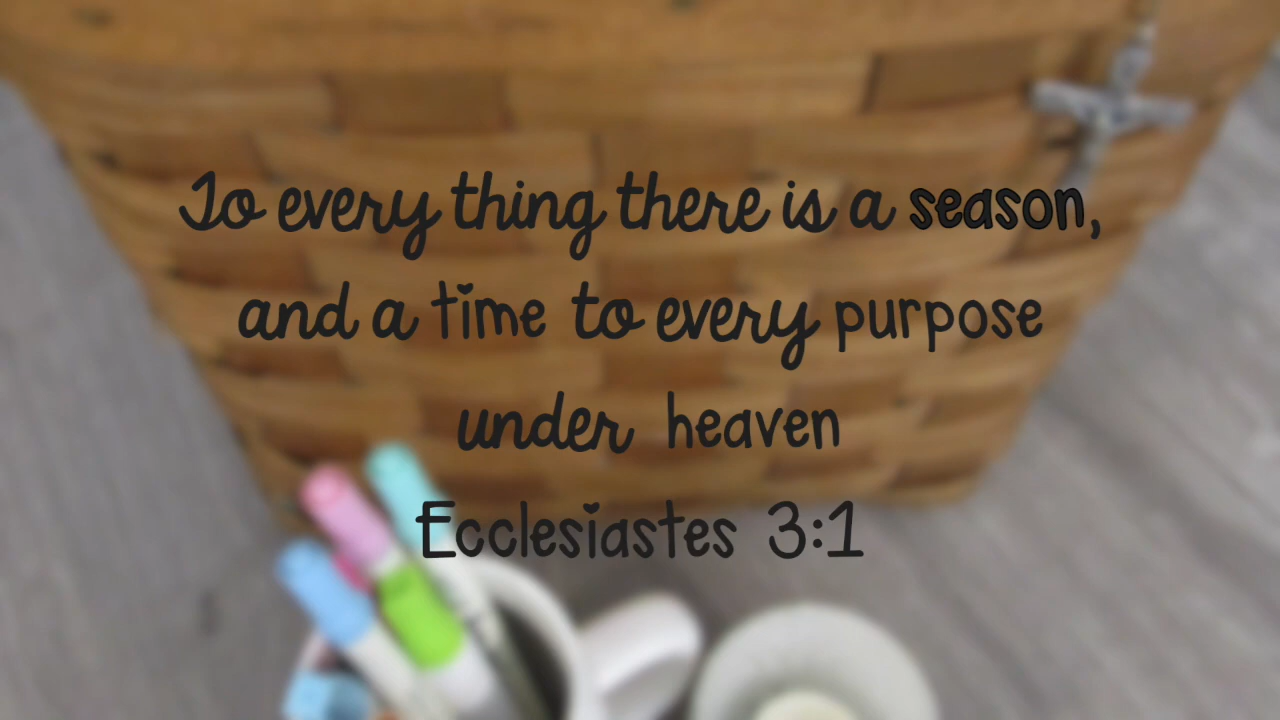 To every thing there is a season,
and a time to every purpose
under heaven
Ecclesiastes 3:1